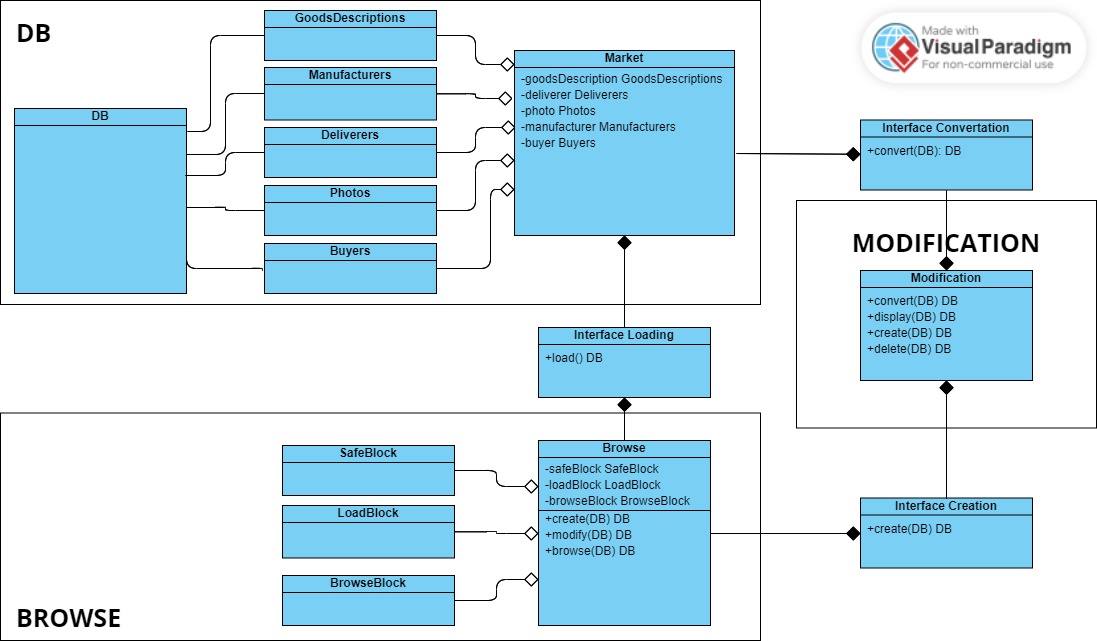 DB
GoodsDescriptions
Manufacturers
Deliverers
Photos
Buyers
DB
Market
-goodsDescription GoodsDescriptions
-deliverer Deliverers
-photo Photos
-manufacturer Manufacturers
-buyer Buyers
Made with
VisualParadigm
For non-commercial use
Interface Convertation
+convert(DB): DB
MODIFICATION
Modification
+convert(DB) DB
+display(DB) DB
+create(DB) DB
+delete(DB) DB
Interface Loading
+load() DB
SafeBlock
LoadBlock
BrowseBlock
Browse
-safeBlock SafeBlock
-loadBlock LoadBlock
-browseBlock BrowseBlock
+create(DB) DB
+modify(DB) DB
+browse(DB) DB
Interface Creation
+create(DB) DB
BROWSE